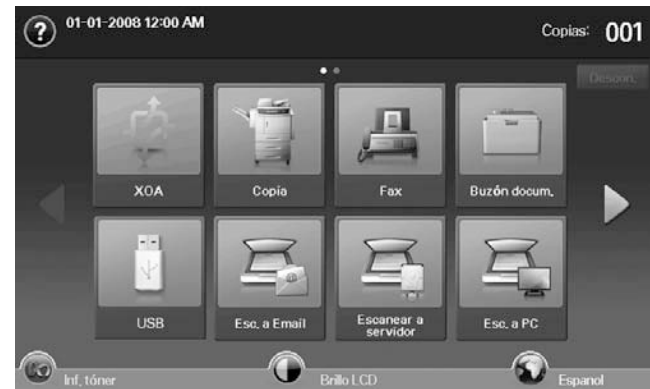 ?
01-01-2008 12:00 AM
Copias: 001
Descon.
XOA
Copia
Fax
Buzón docum.
USB
Esc. a Email
Escanear a
servidor
Esc. a PC
Inf. tóner
Brillo LCD
Espanol